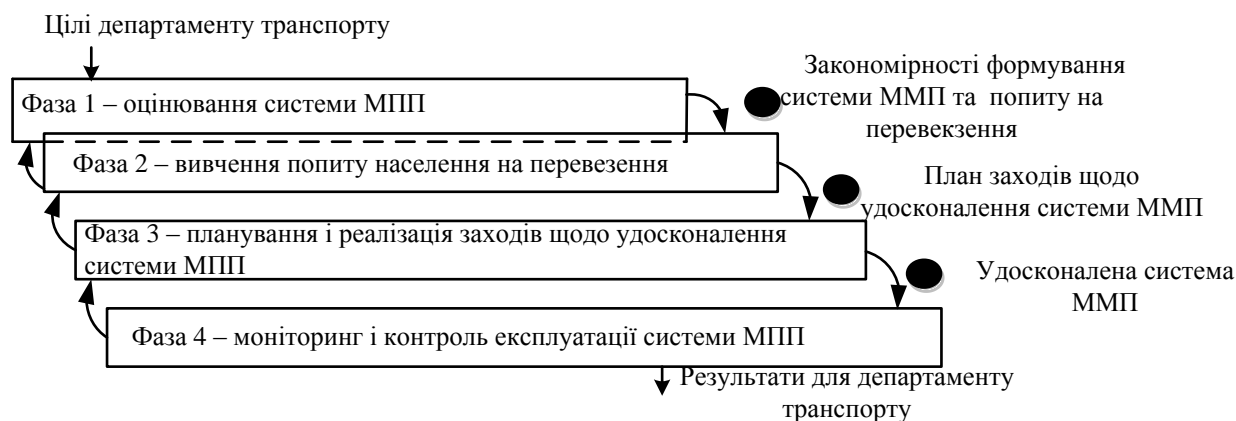 Цілі департаменту транспорту
Закономірності формування
системи ММП та попиту на
перевекзення
Фаза 1 – оцінювання системи МПП
Фаза 2 – вивчення попиту населення на перевезення
План заходів щодо
удосконалення системи ММП
Фаза 3 – планування і реалізація заходів щодо удосконалення
системи МПП
Удосконалена система
ММП
Фаза 4 – моніторинг і контроль експлуатації системи МПП
Результати для департаменту
транспорту